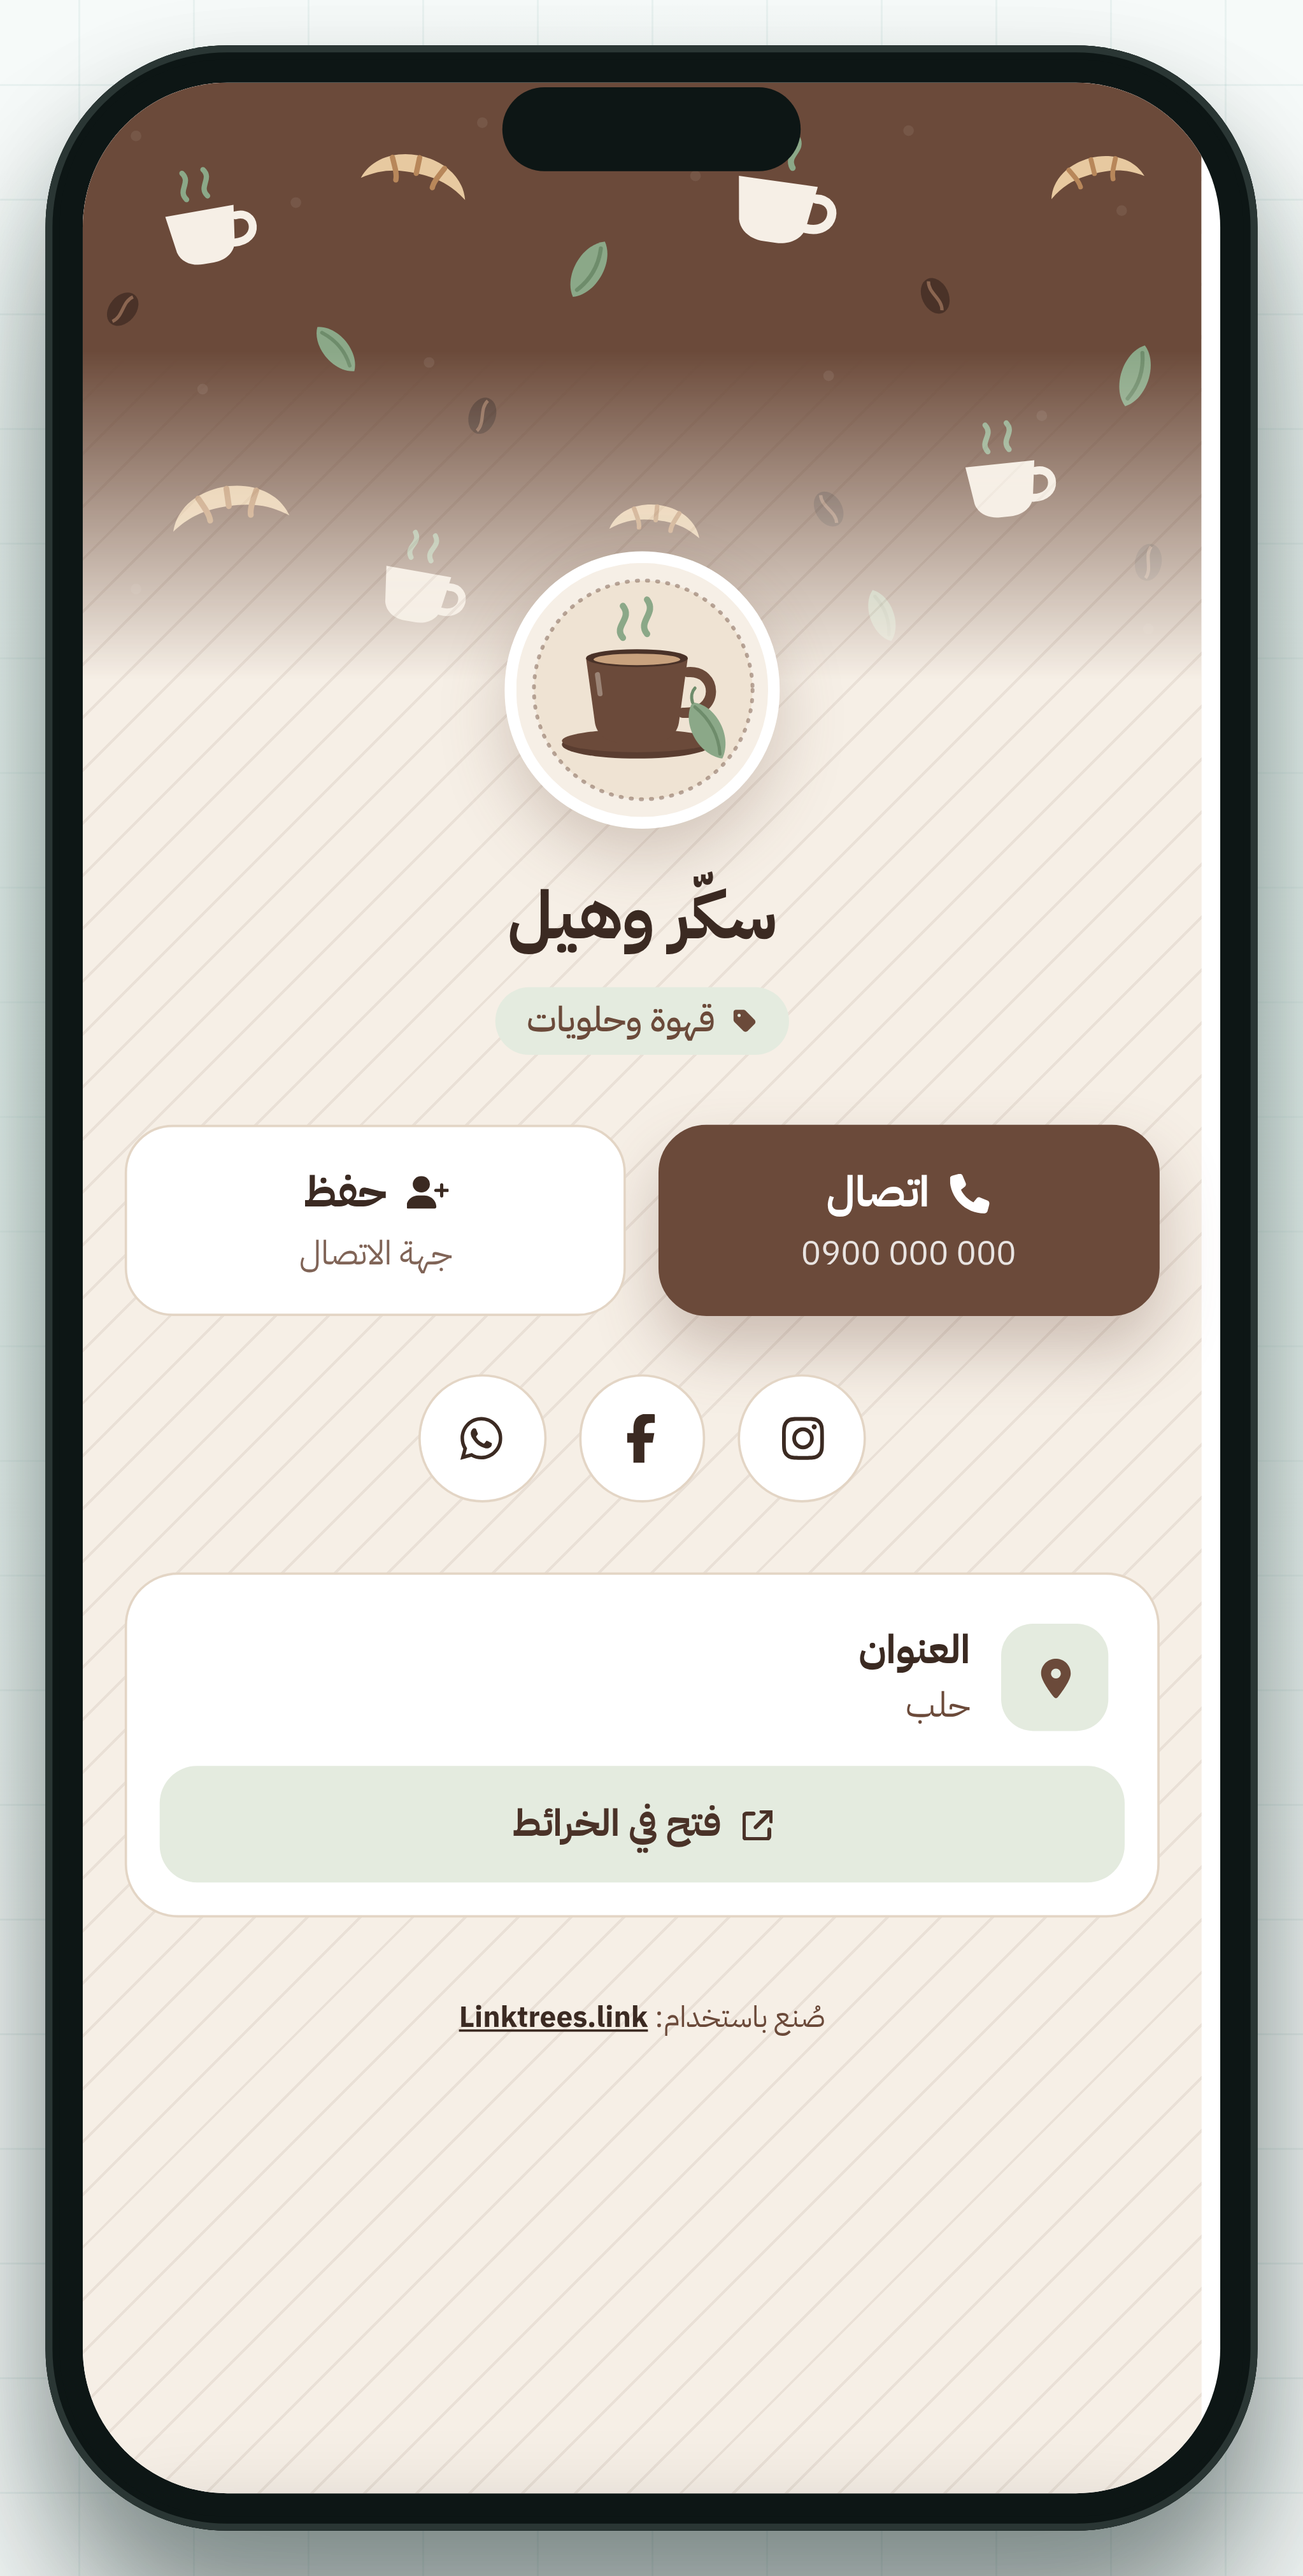 سكّر وهيل
قهوة وحلويات
اتصال
0900 000 000
حفظ
جهة الاتصال
العنوان
حلب
فتح في الخرائط
صُنع باستخدام: Linktrees.link